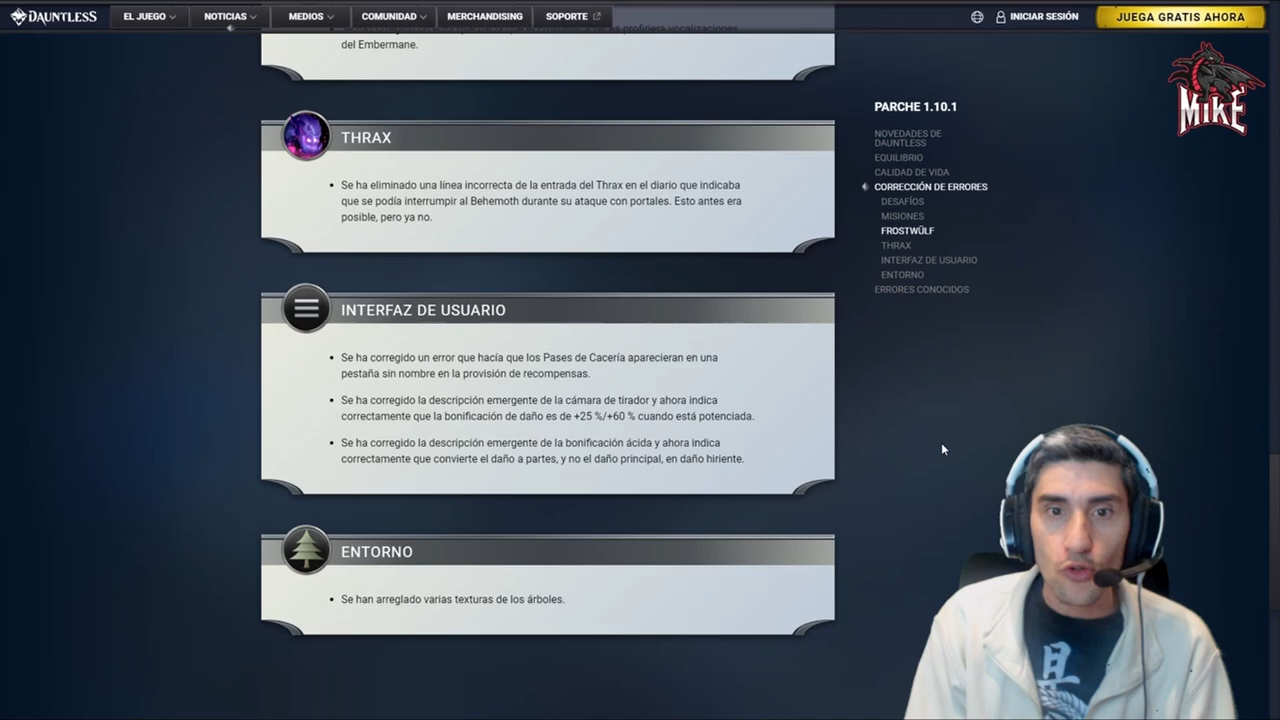 DAUNTLESS
EL JUEGO
NOTICIAS
MEDIOS
COMUNIDAD
MERCHANDISING
SOPORTE
INICIAR SESIÓN
JUEGA GRATIS AHORA
profiriera vocalizaciones
del Embermane.
THRAX
Se ha eliminado una línea incorrecta de la entrada del Thrax en el diario que indicaba
que se podía interrumpir al Behemoth durante su ataque con portales. Esto antes era
posible, pero ya no.
INTERFAZ DE USUARIO
Se ha corregido un error que hacía que los Pases de Cacería aparecieran en una
pestaña sin nombre en la provisión de recompensas.
Se ha corregido la descripción emergente de la cámara de tirador y ahora indica
correctamente que la bonificación de daño es de +25 %/+60 % cuando está potenciada.
Se ha corregido la descripción emergente de la bonificación ácida y ahora indica
correctamente que convierte el daño a partes, y no el daño principal, en daño hiriente.
ENTORNO
Se han arreglado varias texturas de los árboles.
PARCHE 1.10.1
NOVEDADES DE
DAUNTLESS
EQUILIBRIO
CALIDAD DE VIDA
CORRECCIÓN DE ERRORES
DESAFÍOS
MISIONES
FROSTWÜLF
THRAX
INTERFAZ DE USUARIO
ENTORNO
ERRORES CONOCIDOS
MIKE